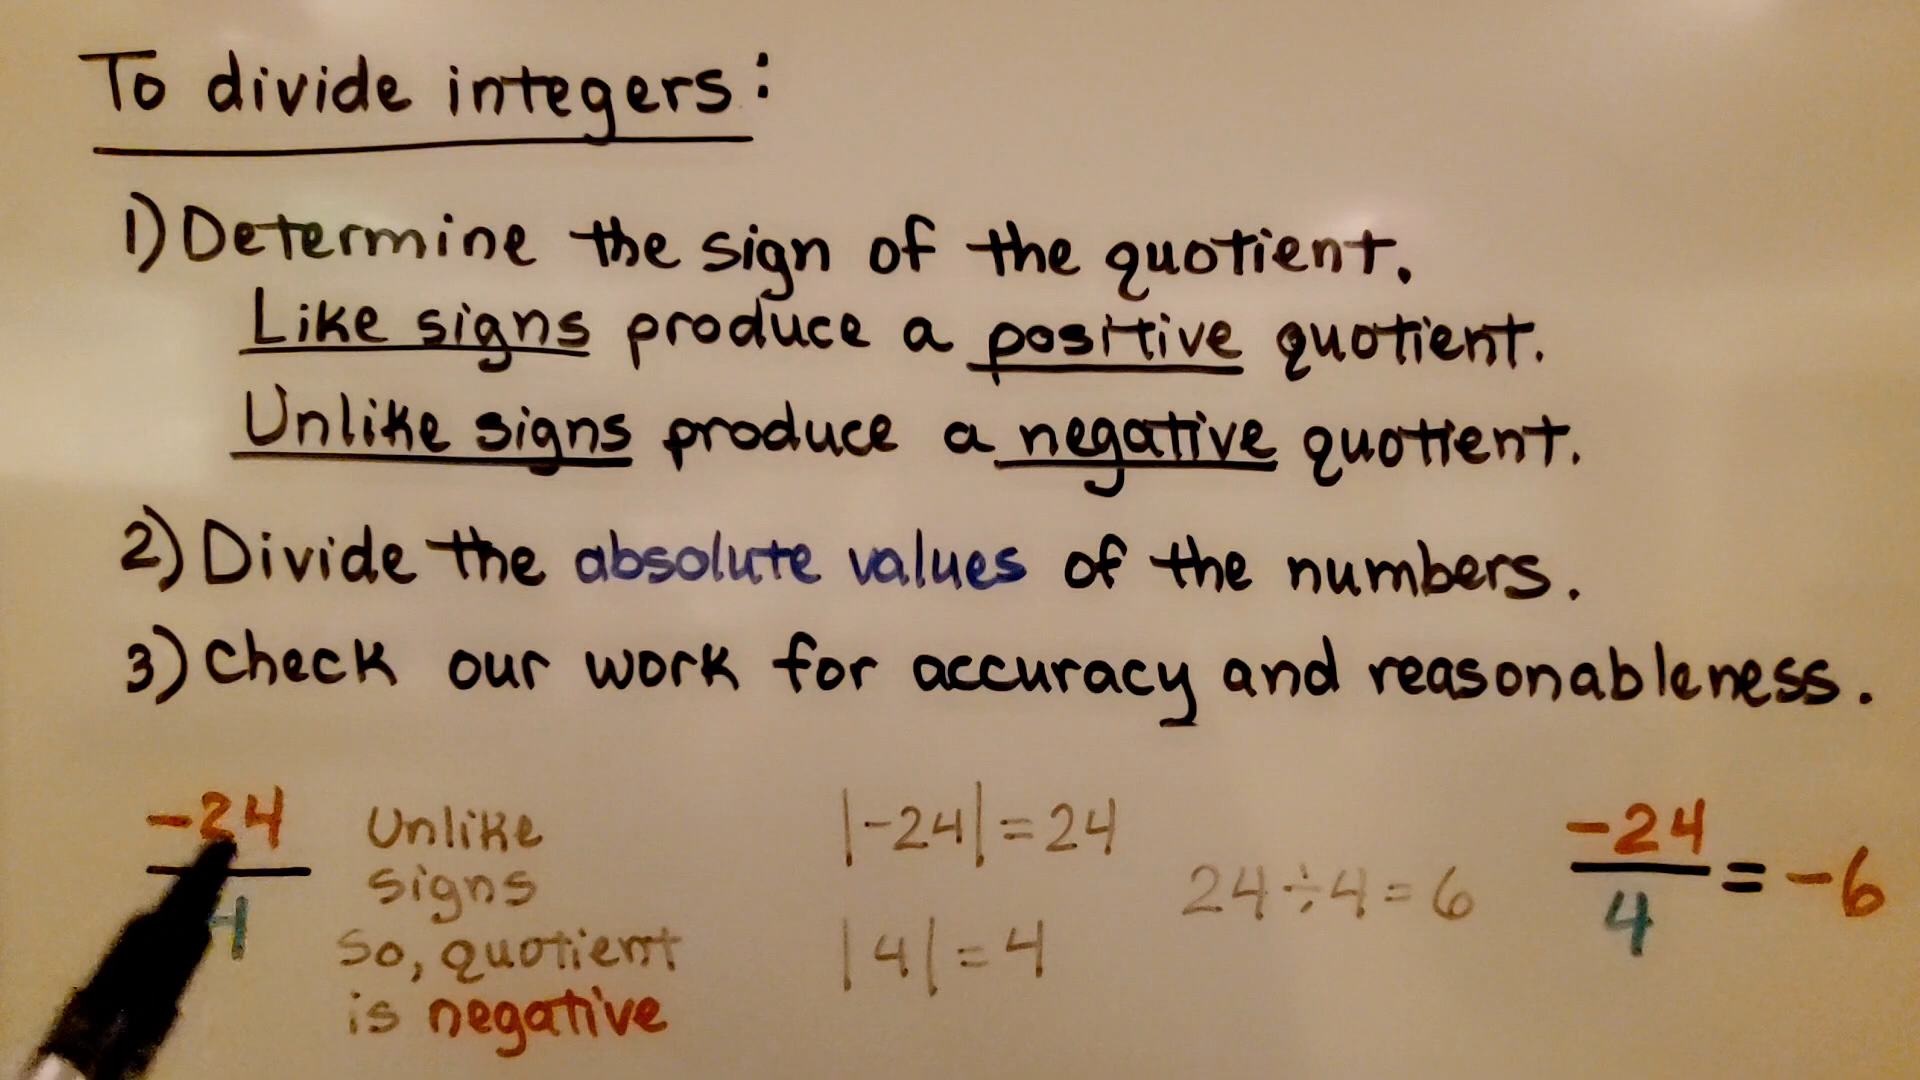 To divide integers:
1) Determine the sign of the quotient.
Like signs produce a positive quotient.
Unlike signs produce a negative quotient.
2) Divide the absolute values of the numbers.
3) Check our work for accuracy and reasonableness.
-24
4
Unlike
signs
So, quotient
is negative
|-24| = 24
|4| = 4
24 ÷ 4 = 6
-24
4
= -6